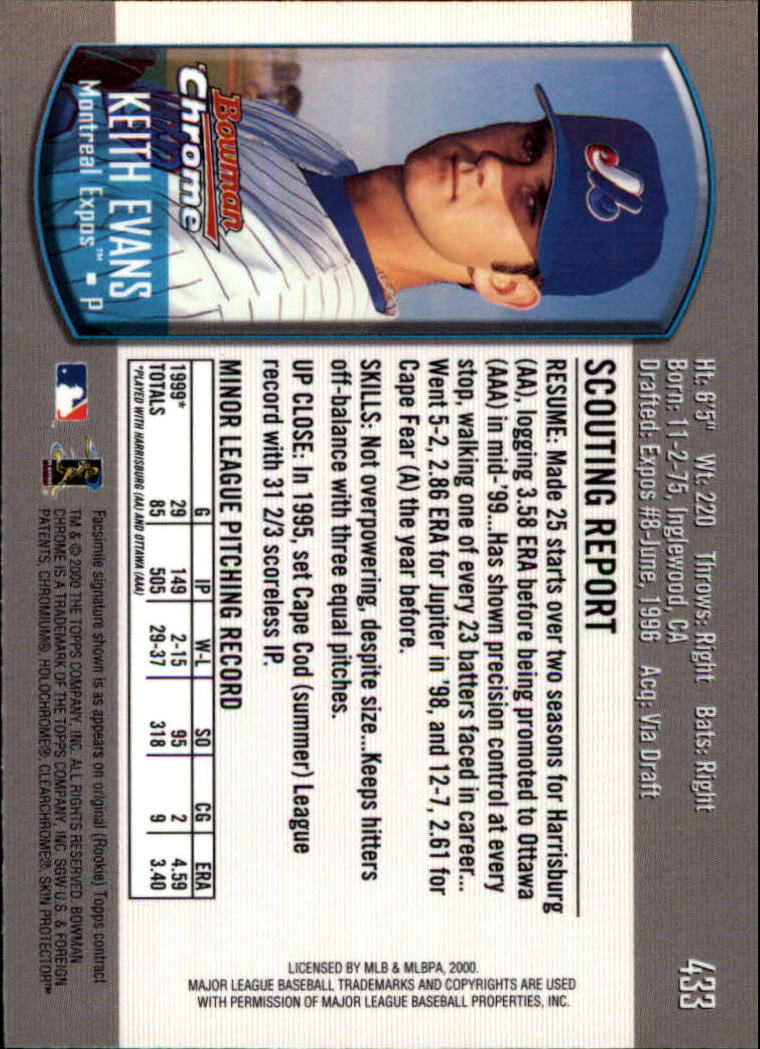 433
Ht: 6'5" Wt: 220 Throws: Right Bats: Right
Born: 11-2-75, Inglewood, CA
Drafted: Expos #8-June, 1996 Acq: Via Draft
Bowman
Chrome
KEITH EVANS
Montreal Expos™ ▪ P
SCOUTING REPORT
RESUME: Made 25 starts over two seasons for Harrisburg
(AA), logging 3.58 ERA before being promoted to Ottawa
(AAA) in mid-'99...Has shown precision control at every
stop, walking one of every 23 batters faced in career...
Went 5-2, 2.86 ERA for Jupiter in '98, and 12-7, 2.61 for
Cape Fear (A) the year before.
SKILLS: Not overpowering, despite size...Keeps hitters
off-balance with three equal pitches.
UP CLOSE: In 1995, set Cape Cod (summer) League
record with 31 2/3 scoreless IP.
MINOR LEAGUE PITCHING RECORD
G IP W-L SO CG ERA
1999* 29 149 2-15 95 2 4.59
TOTALS 85 505 29-37 318 9 3.40
*PLAYED WITH HARRISBURG (AA) AND OTTAWA (AAA)
Facsimile signature shown is as appears on original (Rookie) Topps contract
TM & © 2000 THE TOPPS COMPANY, INC. ALL RIGHTS RESERVED. BOWMAN
CHROME IS A TRADEMARK OF THE TOPPS COMPANY, INC. SGW U.S. & FOREIGN
PATENTS, CHROMIUM®, HOLOCHROME®, CLEARCHROME®, SKIN PROTECTOR™
LICENSED BY MLB & MLBPA, 2000.
MAJOR LEAGUE BASEBALL TRADEMARKS AND COPYRIGHTS ARE USED
WITH PERMISSION OF MAJOR LEAGUE BASEBALL PROPERTIES, INC.